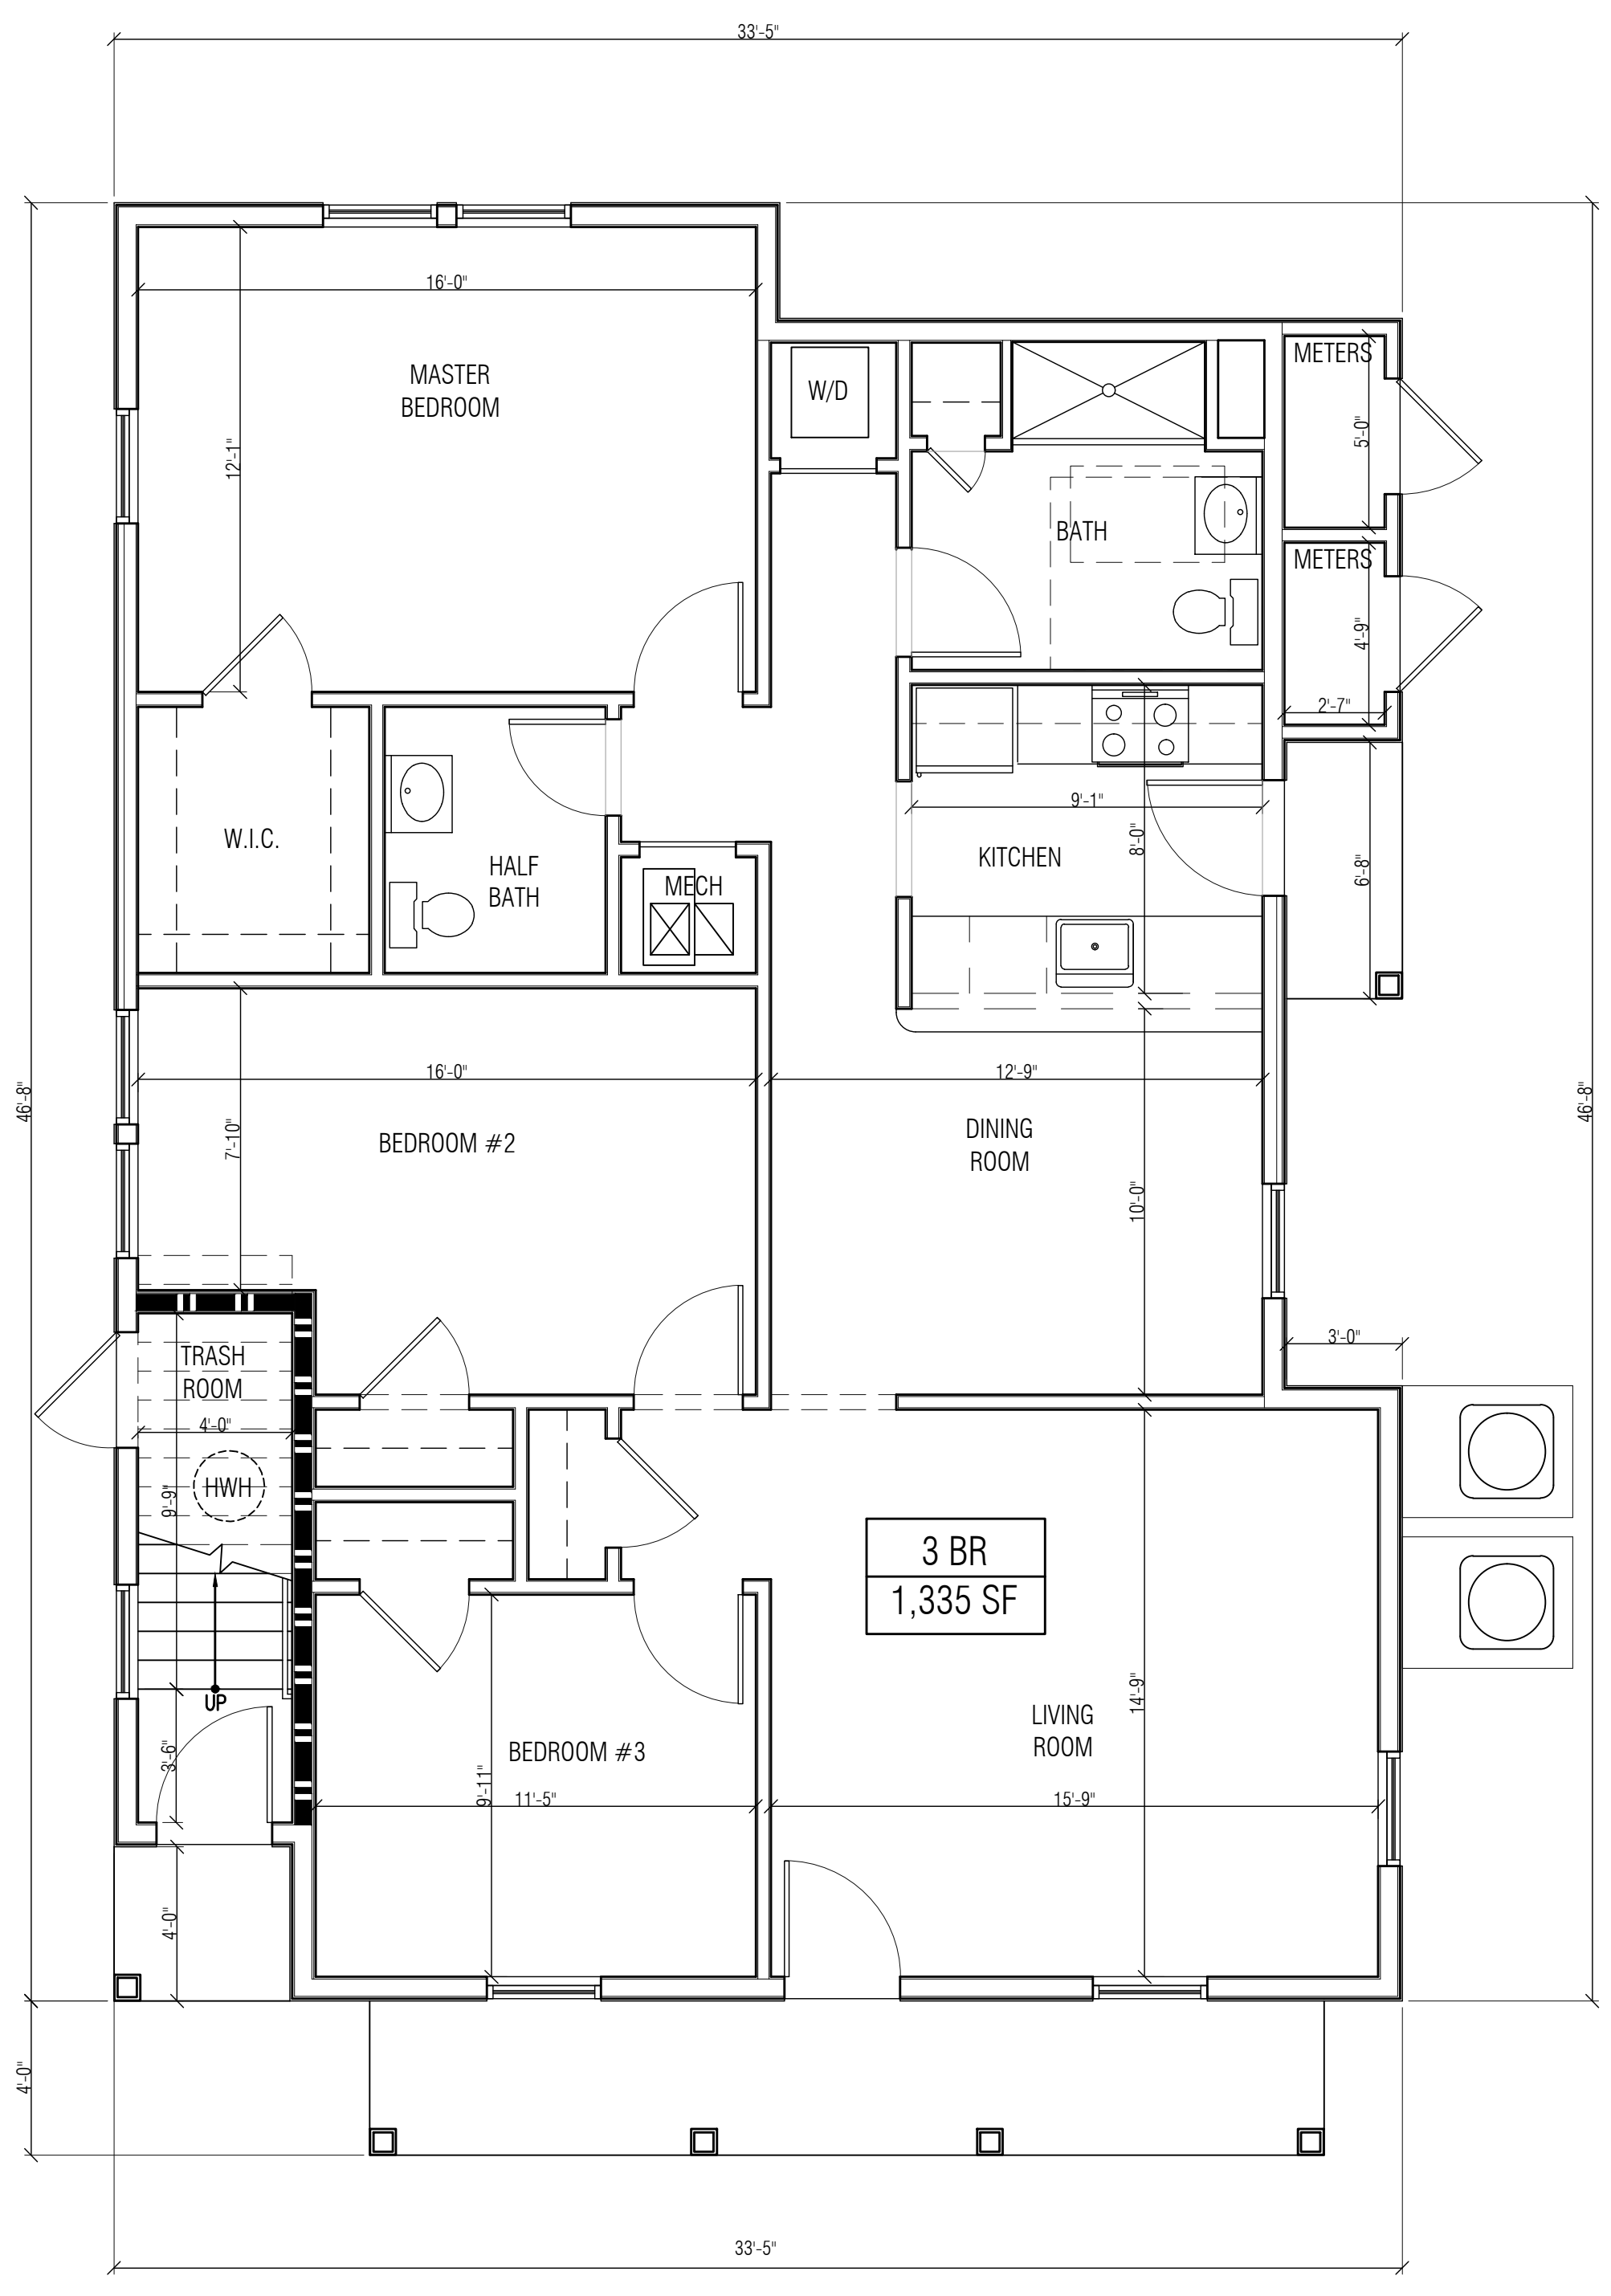 33'-5"
16'-0"
MASTER
BEDROOM
12'-1"
W/D
METERS
5'-0"
BATH
METERS
4'-9"
2'-7"
9'-1"
8'-0"
KITCHEN
6'-8"
W.I.C.
HALF
BATH
MECH
46'-8"
46'-8"
16'-0"
12'-9"
7'-10"
BEDROOM #2
DINING
ROOM
10'-0"
3'-0"
TRASH
ROOM
4'-0"
HWH
9'-9"
3 BR
1,335 SF
UP
3'-6"
BEDROOM #3
9'-11"
11'-5"
LIVING
ROOM
14'-9"
15'-9"
4'-0"
4'-0"
33'-5"